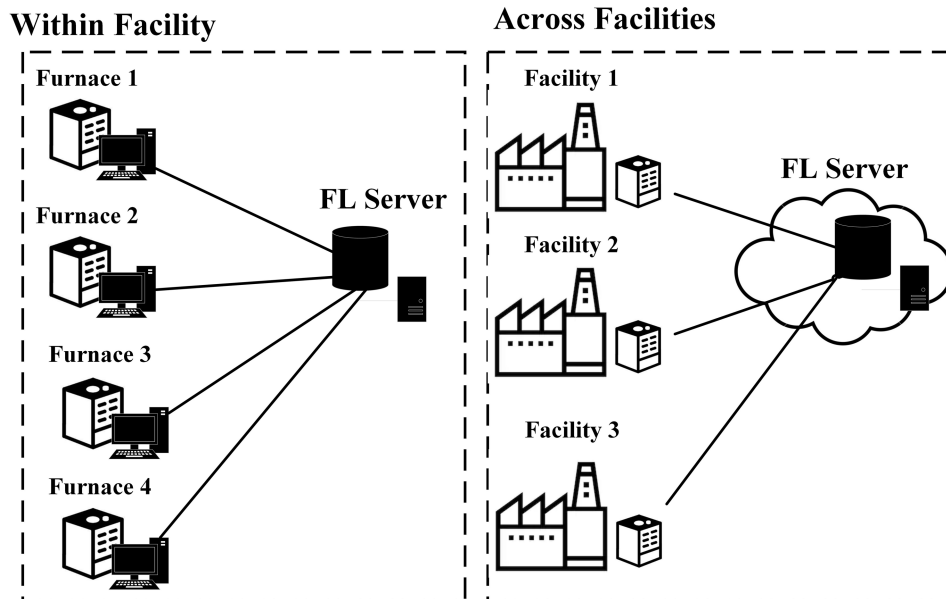 Within Facility
Furnace 1
Furnace 2
Furnace 3
Furnace 4
FL Server
Across Facilities
Facility 1
Facility 2
Facility 3
FL Server